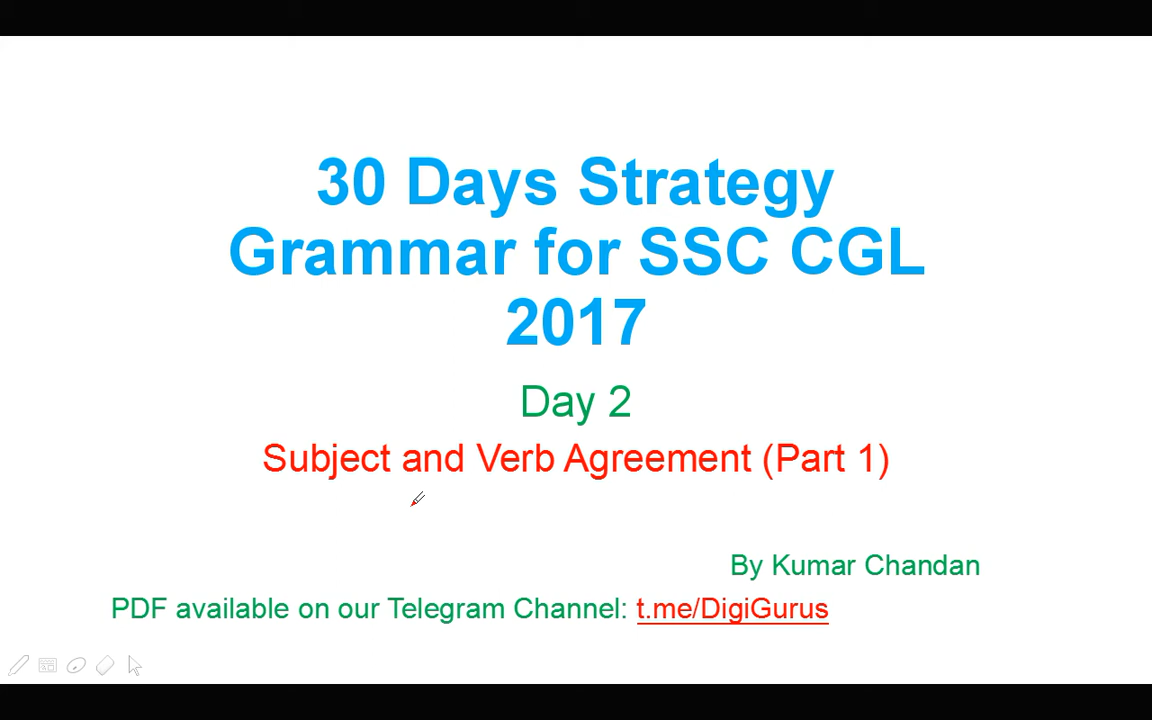 30 Days Strategy
Grammar for SSC CGL
2017
Day 2
Subject and Verb Agreement (Part 1)
By Kumar Chandan
PDF available on our Telegram Channel: t.me/DigiGurus